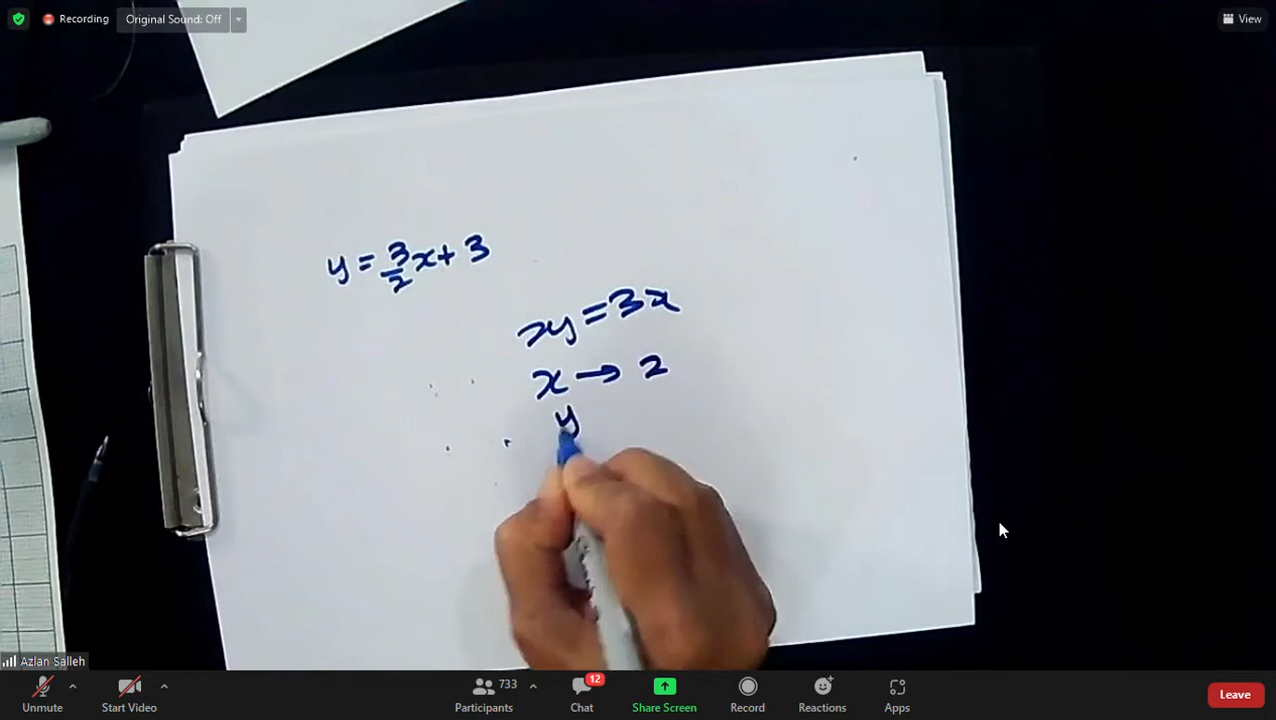 Recording
Original Sound: Off
View
y = 3/2 x + 3
xy = 3x
x → 2
y
Azlan Salleh
Unmute
Start Video
733
Participants
12
Chat
Share Screen
Record
Reactions
Apps
Leave